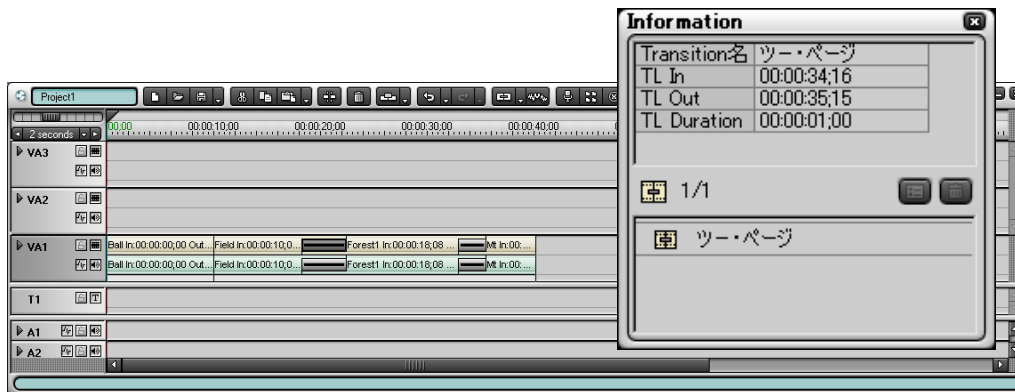 Information
Transition名 ツー・ページ
TL In 00:00:34;16
TL Out 00:00:35;15
TL Duration 00:00:01;00
1/1
ツー・ページ
Project1
2 seconds
00;00 00:00:10;00 00:00:20;00 00:00:30;00 00:00:40;00
VA3
VA2
VA1
Ball In:00:00:00;00 Out... Field In:00:00:10;0... Forest1 In:00:00:18;08 ... Mt In:00:...
Ball In:00:00:00;00 Out... Field In:00:00:10;0... Forest1 In:00:00:18;08 ... Mt In:00:...
T1 T
A1
A2